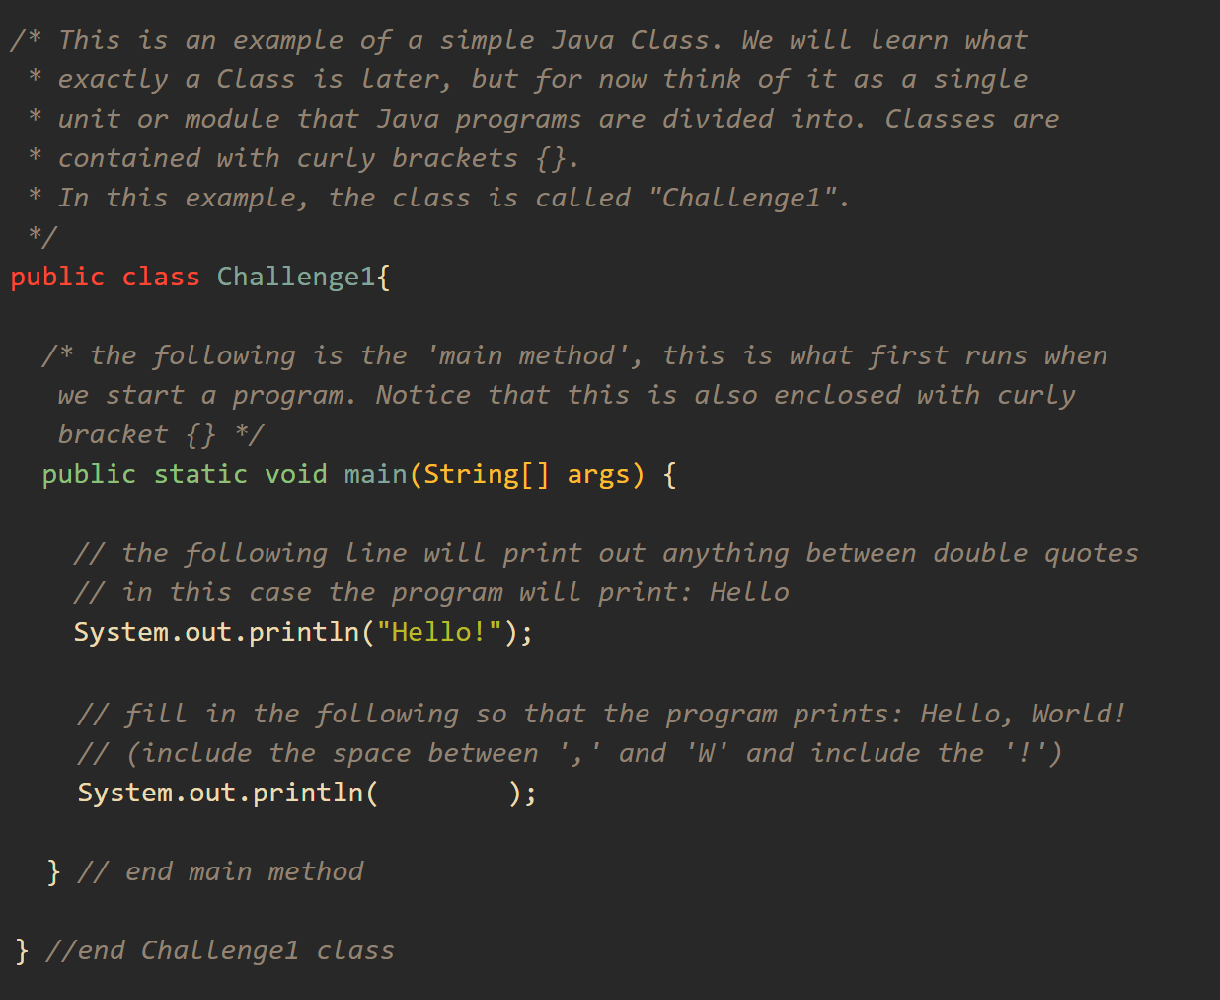 /* This is an example of a simple Java Class. We will learn what
 * exactly a Class is later, but for now think of it as a single
 * unit or module that Java programs are divided into. Classes are
 * contained with curly brackets {}.
 * In this example, the class is called "Challenge1".
 */
public class Challenge1{
  /* the following is the 'main method', this is what first runs when
   we start a program. Notice that this is also enclosed with curly
   bracket {} */
  public static void main(String[] args) {
    // the following line will print out anything between double quotes
    // in this case the program will print: Hello
    System.out.println("Hello!");
    // fill in the following so that the program prints: Hello, World!
    // (include the space between ',' and 'W' and include the '!')
    System.out.println(        );
  } // end main method
} //end Challenge1 class